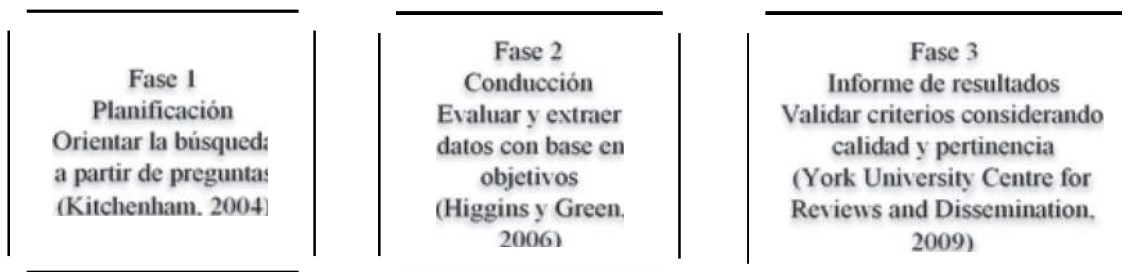 Fase 1
Planificación
Orientar la búsqueda
a partir de preguntas
(Kitchenham, 2004)
Fase 2
Conducción
Evaluar y extraer
datos con base en
objetivos
(Higgins y Green,
2006)
Fase 3
Informe de resultados
Validar criterios considerando
calidad y pertinencia
(York University Centre for
Reviews and Dissemination,
2009)